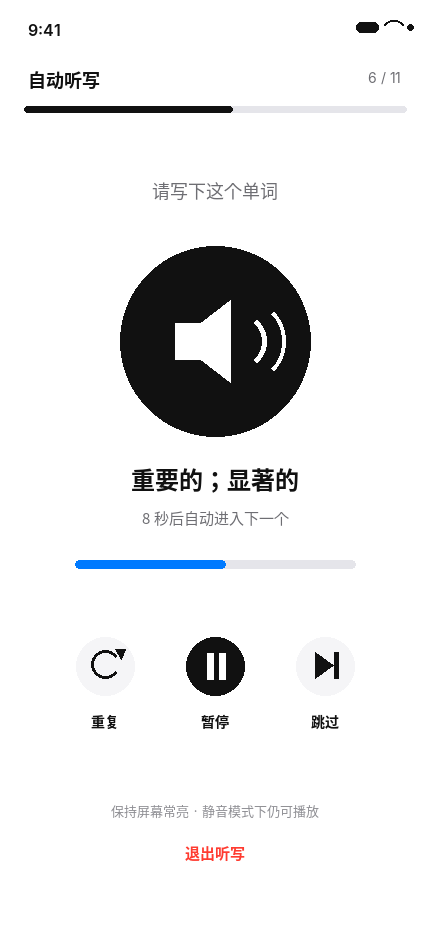 9:41
自动听写
6 / 11
请写下这个单词
重要的；显著的
8 秒后自动进入下一个
重复
暂停
跳过
保持屏幕常亮 · 静音模式下仍可播放
退出听写